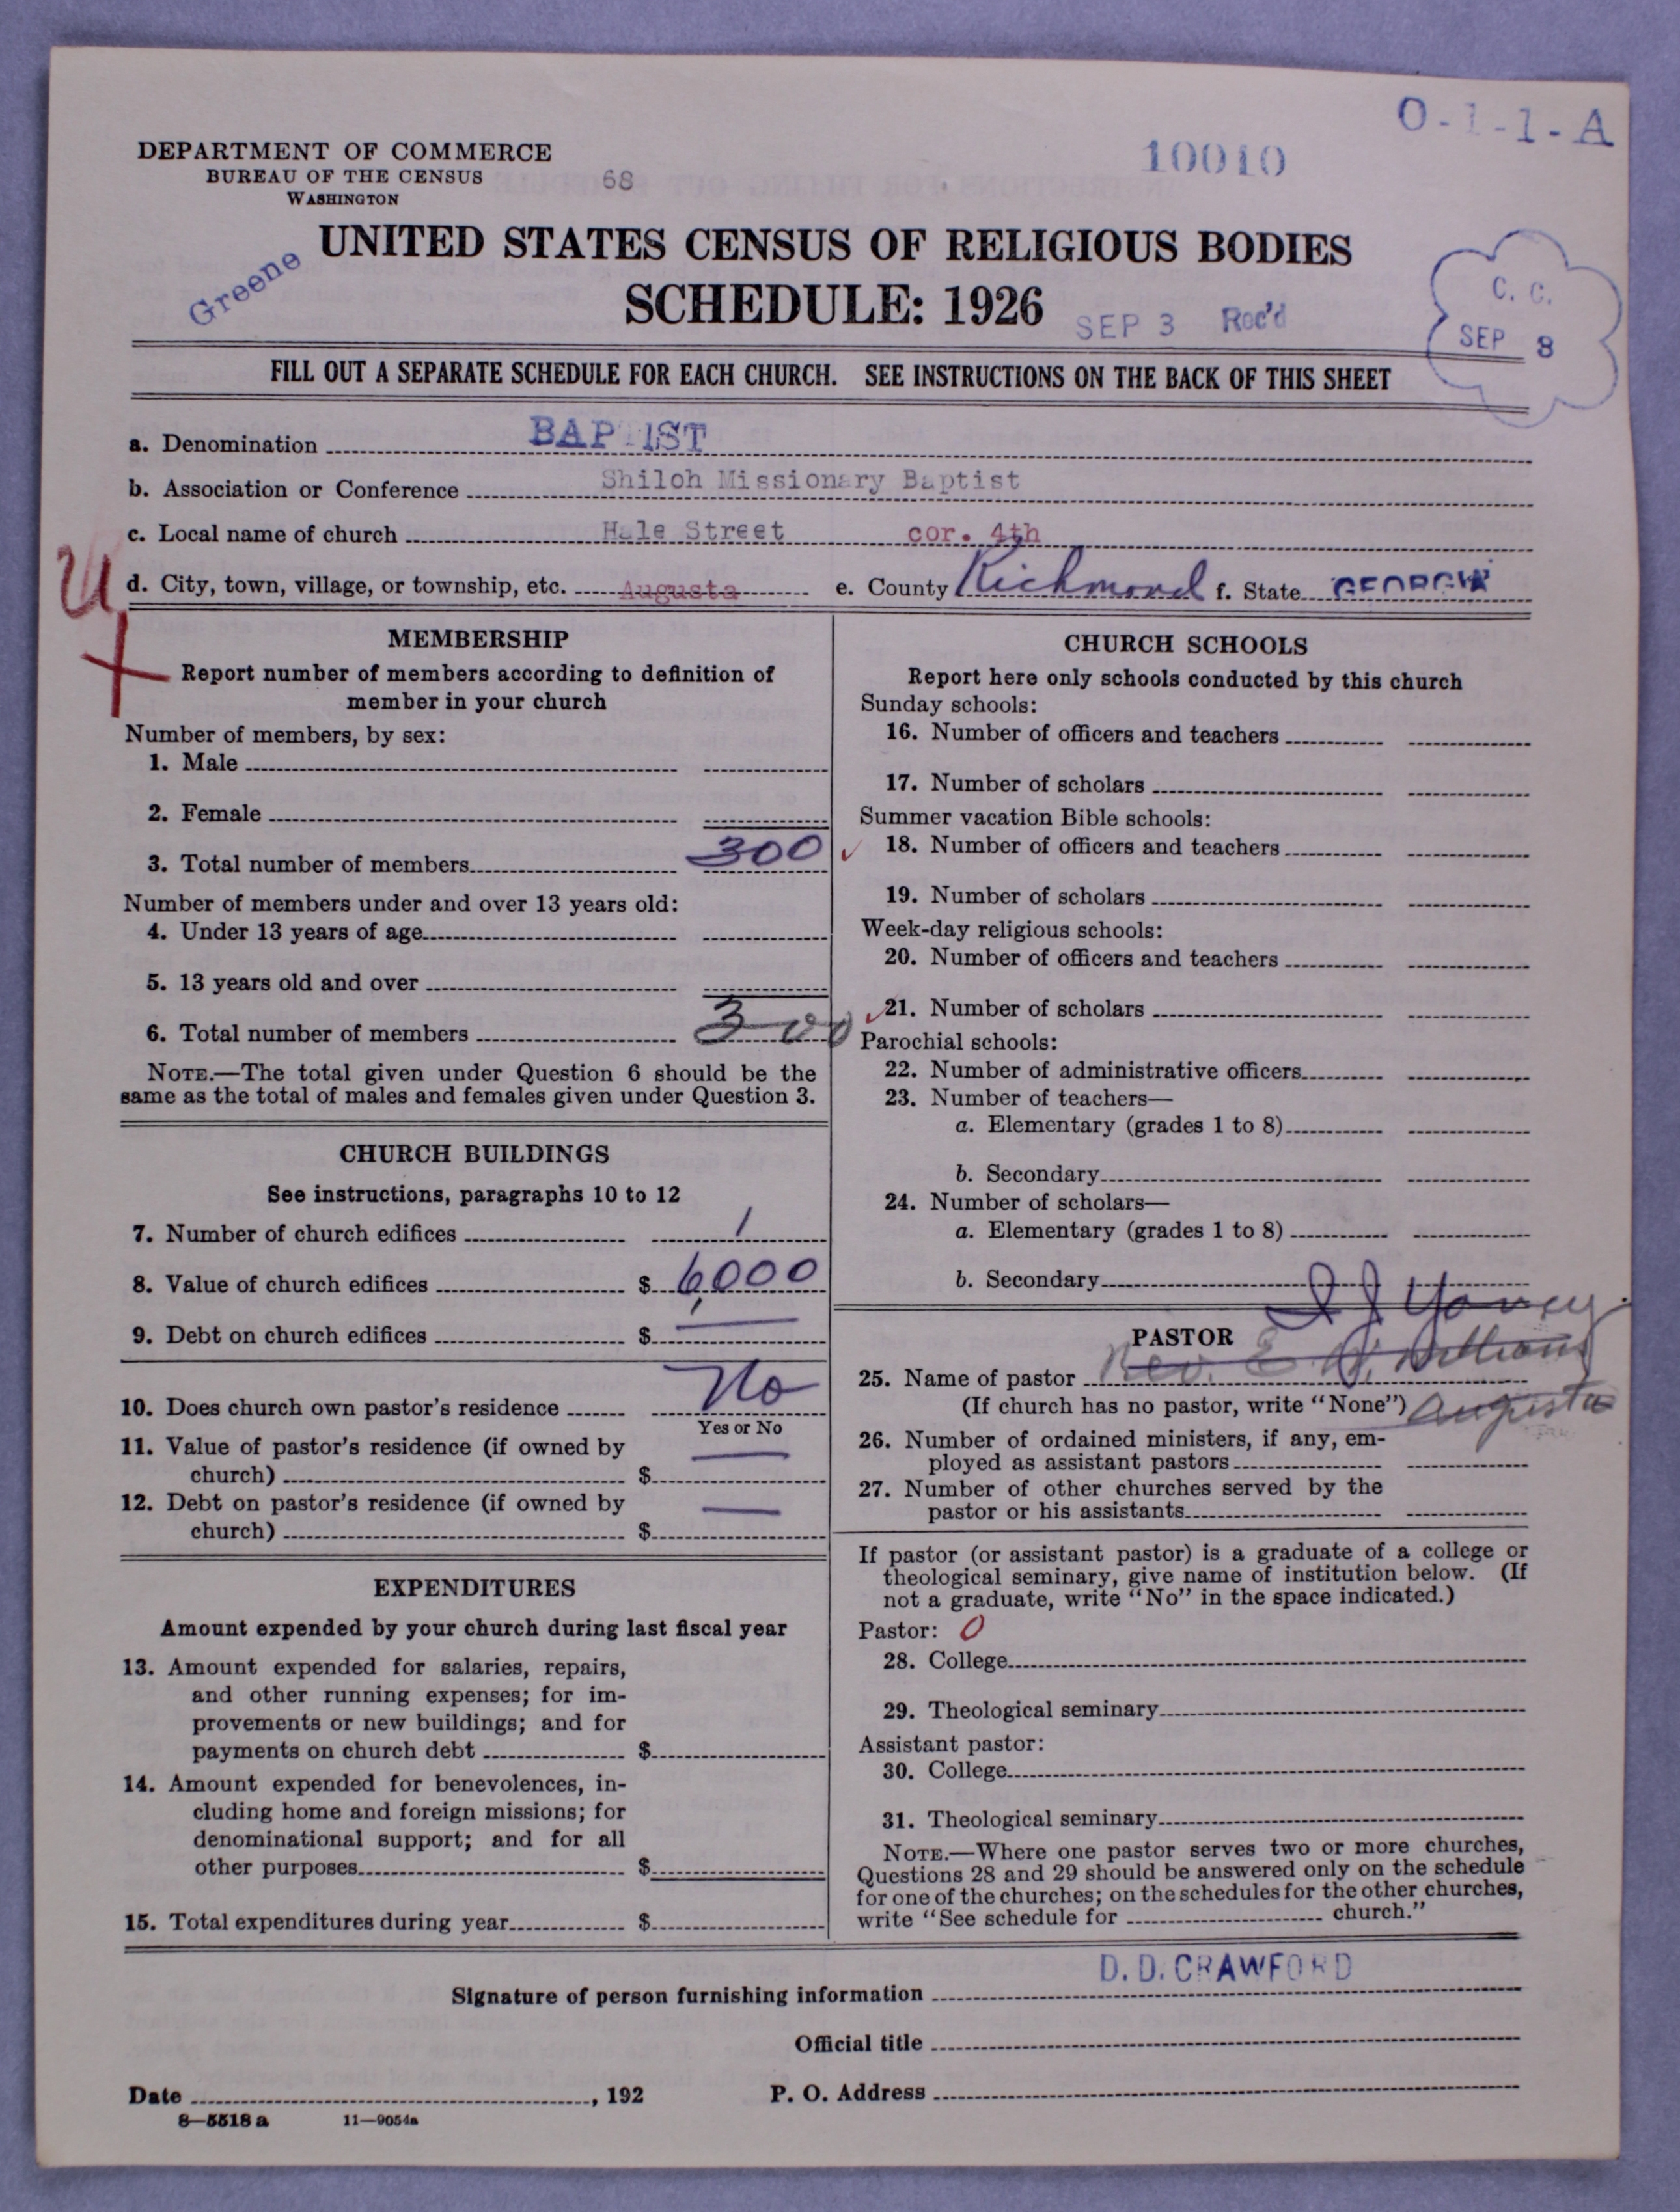 O-1-1-A
10010
DEPARTMENT OF COMMERCE
BUREAU OF THE CENSUS
WASHINGTON
68
Greene
UNITED STATES CENSUS OF RELIGIOUS BODIES
SCHEDULE: 1926
SEP 3 Rec'd
C. C.
SEP 8
FILL OUT A SEPARATE SCHEDULE FOR EACH CHURCH. SEE INSTRUCTIONS ON THE BACK OF THIS SHEET
a. Denomination BAPTIST
b. Association or Conference Shiloh Missionary Baptist
c. Local name of church Hale Street cor. 4th
d. City, town, village, or township, etc. Augusta e. County Richmond f. State GEORGIA
MEMBERSHIP
Report number of members according to definition of
member in your church
Number of members, by sex:
1. Male
2. Female
3. Total number of members 300
Number of members under and over 13 years old:
4. Under 13 years of age
5. 13 years old and over
6. Total number of members 300
NOTE.—The total given under Question 6 should be the
same as the total of males and females given under Question 3.
CHURCH BUILDINGS
See instructions, paragraphs 10 to 12
7. Number of church edifices 1
8. Value of church edifices $ 6,000
9. Debt on church edifices $ —
10. Does church own pastor's residence No
Yes or No
11. Value of pastor's residence (if owned by
church) $ —
12. Debt on pastor's residence (if owned by
church) $ —
EXPENDITURES
Amount expended by your church during last fiscal year
13. Amount expended for salaries, repairs,
and other running expenses; for im-
provements or new buildings; and for
payments on church debt $
14. Amount expended for benevolences, in-
cluding home and foreign missions; for
denominational support; and for all
other purposes $
15. Total expenditures during year $
CHURCH SCHOOLS
Report here only schools conducted by this church
Sunday schools:
16. Number of officers and teachers
17. Number of scholars
Summer vacation Bible schools:
18. Number of officers and teachers
19. Number of scholars
Week-day religious schools:
20. Number of officers and teachers
21. Number of scholars
Parochial schools:
22. Number of administrative officers
23. Number of teachers—
a. Elementary (grades 1 to 8)
b. Secondary
24. Number of scholars—
a. Elementary (grades 1 to 8)
b. Secondary
PASTOR
25. Name of pastor Rev. E. W. Williams
(If church has no pastor, write "None") Augusta
26. Number of ordained ministers, if any, em-
ployed as assistant pastors
27. Number of other churches served by the
pastor or his assistants
If pastor (or assistant pastor) is a graduate of a college or
theological seminary, give name of institution below. (If
not a graduate, write "No" in the space indicated.)
Pastor: 0
28. College
29. Theological seminary
Assistant pastor:
30. College
31. Theological seminary
NOTE.—Where one pastor serves two or more churches,
Questions 28 and 29 should be answered only on the schedule
for one of the churches; on the schedules for the other churches,
write "See schedule for church."
D. D. CRAWFORD
Signature of person furnishing information
Official title
Date , 192 P. O. Address
8—5518 a 11—9054a